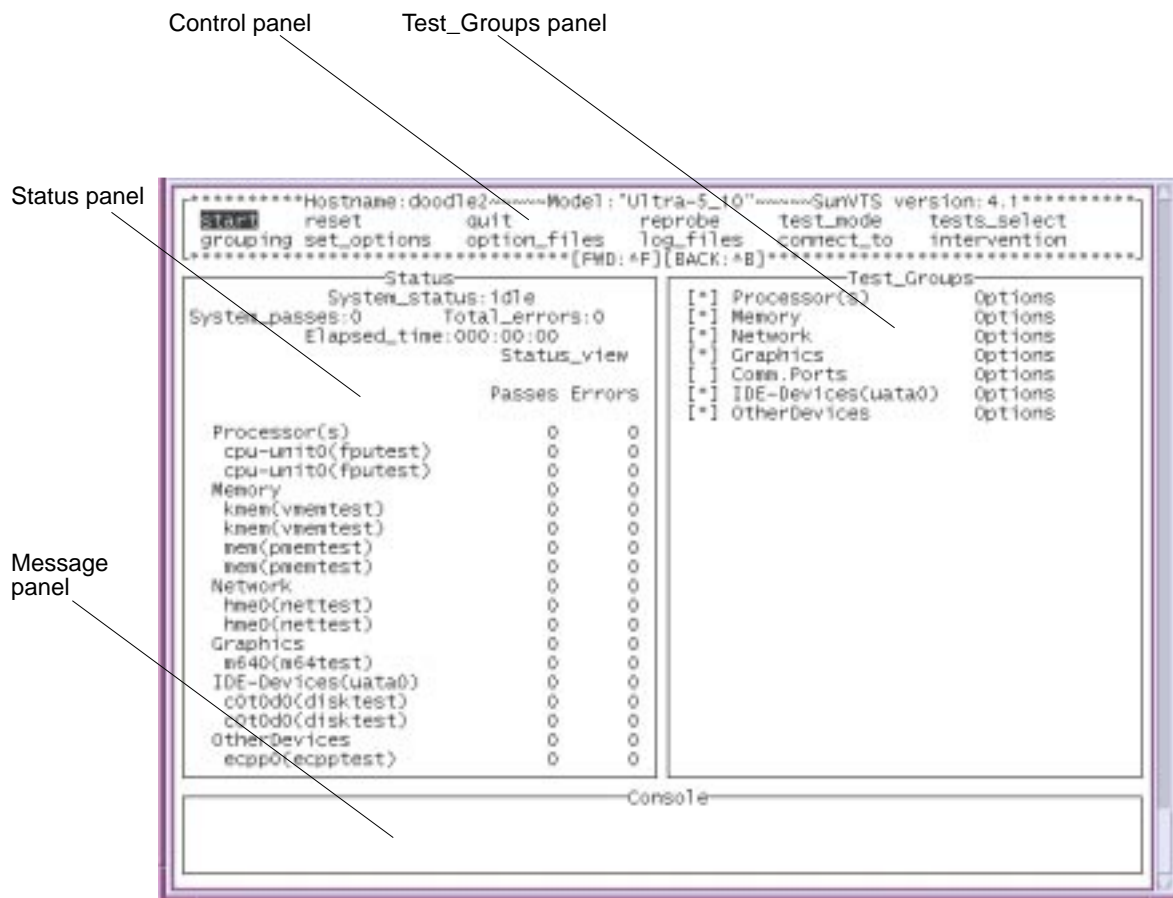 Control panel
Test_Groups panel
Status panel
Message
panel
**********Hostname:doodle2~~~~~Model:"Ultra-5_10"~~~~~SunVTS version:4.1**********
start reset quit reprobe test_mode tests_select
grouping set_options option_files log_files connect_to intervention
[FWD:^F][BACK:^B]
Status
System_status:idle
System_passes:0 Total_errors:0
Elapsed_time:000:00:00
Status_view
Passes Errors
Processor(s) 0 0
cpu-unit0(fputest) 0 0
cpu-unit0(fputest) 0 0
Memory 0 0
kmem(vmemtest) 0 0
kmem(vmemtest) 0 0
mem(pmemtest) 0 0
mem(pmemtest) 0 0
Network 0 0
hme0(nettest) 0 0
hme0(nettest) 0 0
Graphics 0 0
m640(m64test) 0 0
IDE-Devices(uata0) 0 0
c0t0d0(disktest) 0 0
c0t0d0(disktest) 0 0
OtherDevices 0 0
ecpp0(ecpptest) 0 0
Test_Groups
[*] Processor(s) Options
[*] Memory Options
[*] Network Options
[*] Graphics Options
[ ] Comm.Ports Options
[*] IDE-Devices(uata0) Options
[*] OtherDevices Options
Console